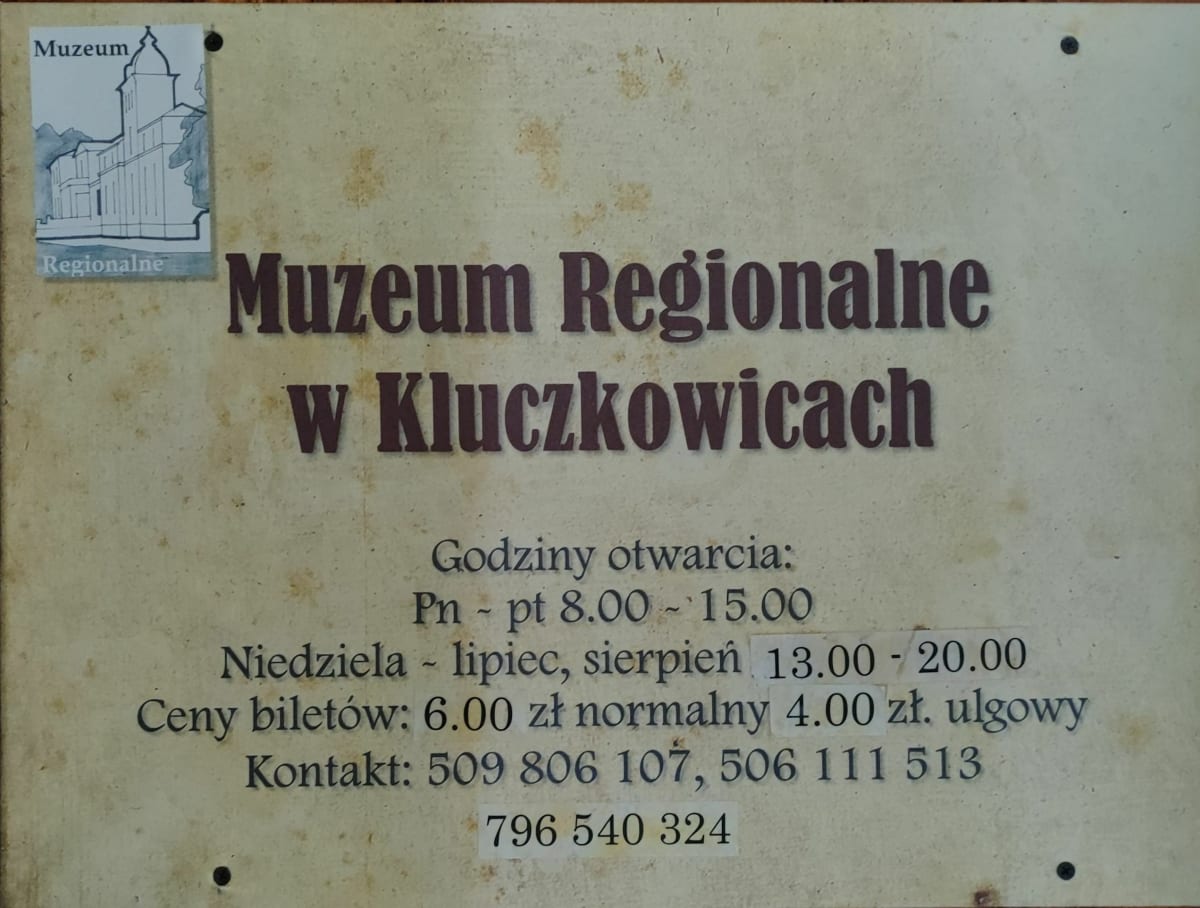 Muzeum
Regionalne
Muzeum Regionalne
w Kluczkowicach
Godziny otwarcia:
Pn ~ pt 8.00 ~ 15.00
Niedziela ~ lipiec, sierpień 13.00 - 20.00
Ceny biletów: 6.00 zł normalny 4.00 zł. ulgowy
Kontakt: 509 806 107, 506 111 513
796 540 324